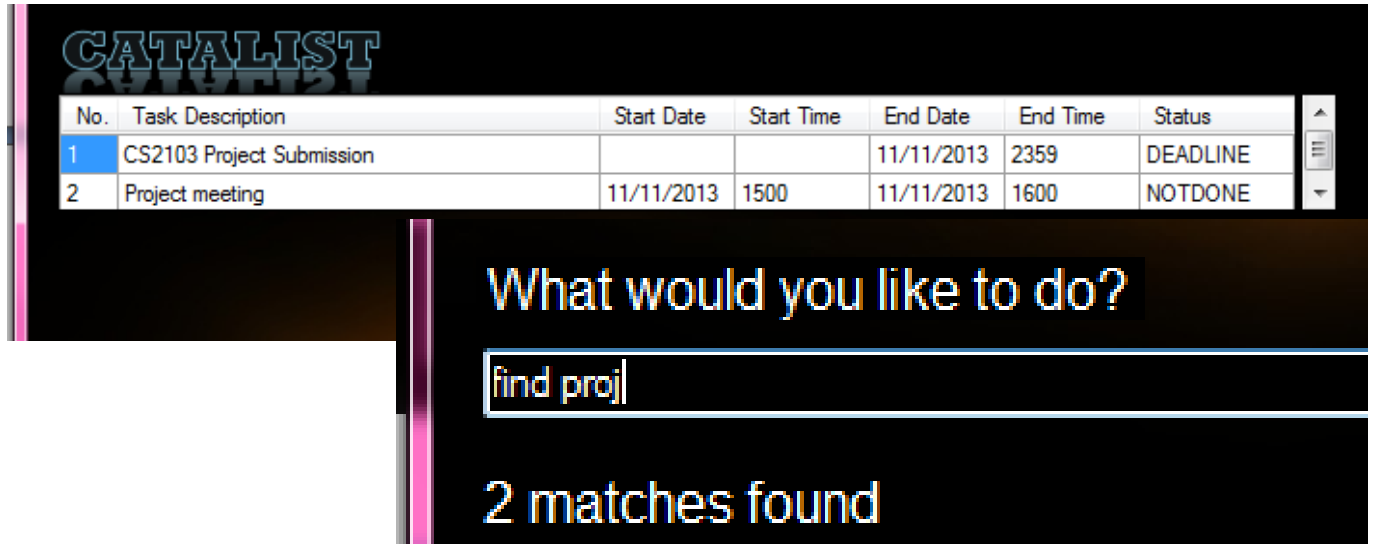 CATALIST
No. Task Description Start Date Start Time End Date End Time Status
1 CS2103 Project Submission 11/11/2013 2359 DEADLINE
2 Project meeting 11/11/2013 1500 11/11/2013 1600 NOTDONE
What would you like to do?
find proj
2 matches found